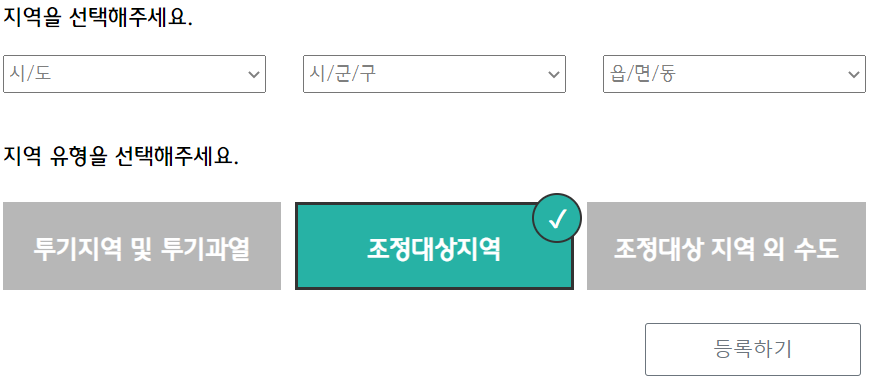 지역을 선택해주세요.
시/도 시/군/구 읍/면/동
지역 유형을 선택해주세요.
투기지역 및 투기과열 조정대상지역 조정대상 지역 외 수도
등록하기